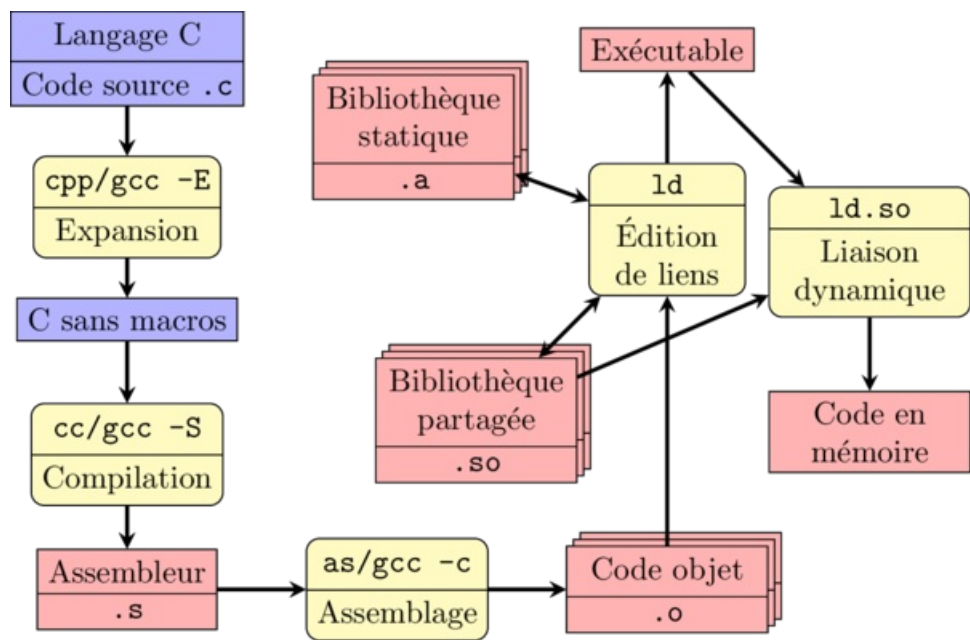 Langage C
Code source .c
cpp/gcc -E
Expansion
C sans macros
cc/gcc -S
Compilation
Assembleur
.s
as/gcc -c
Assemblage
Code objet
.o
Bibliothèque
statique
.a
Bibliothèque
partagée
.so
ld
Édition
de liens
Exécutable
ld.so
Liaison
dynamique
Code en
mémoire